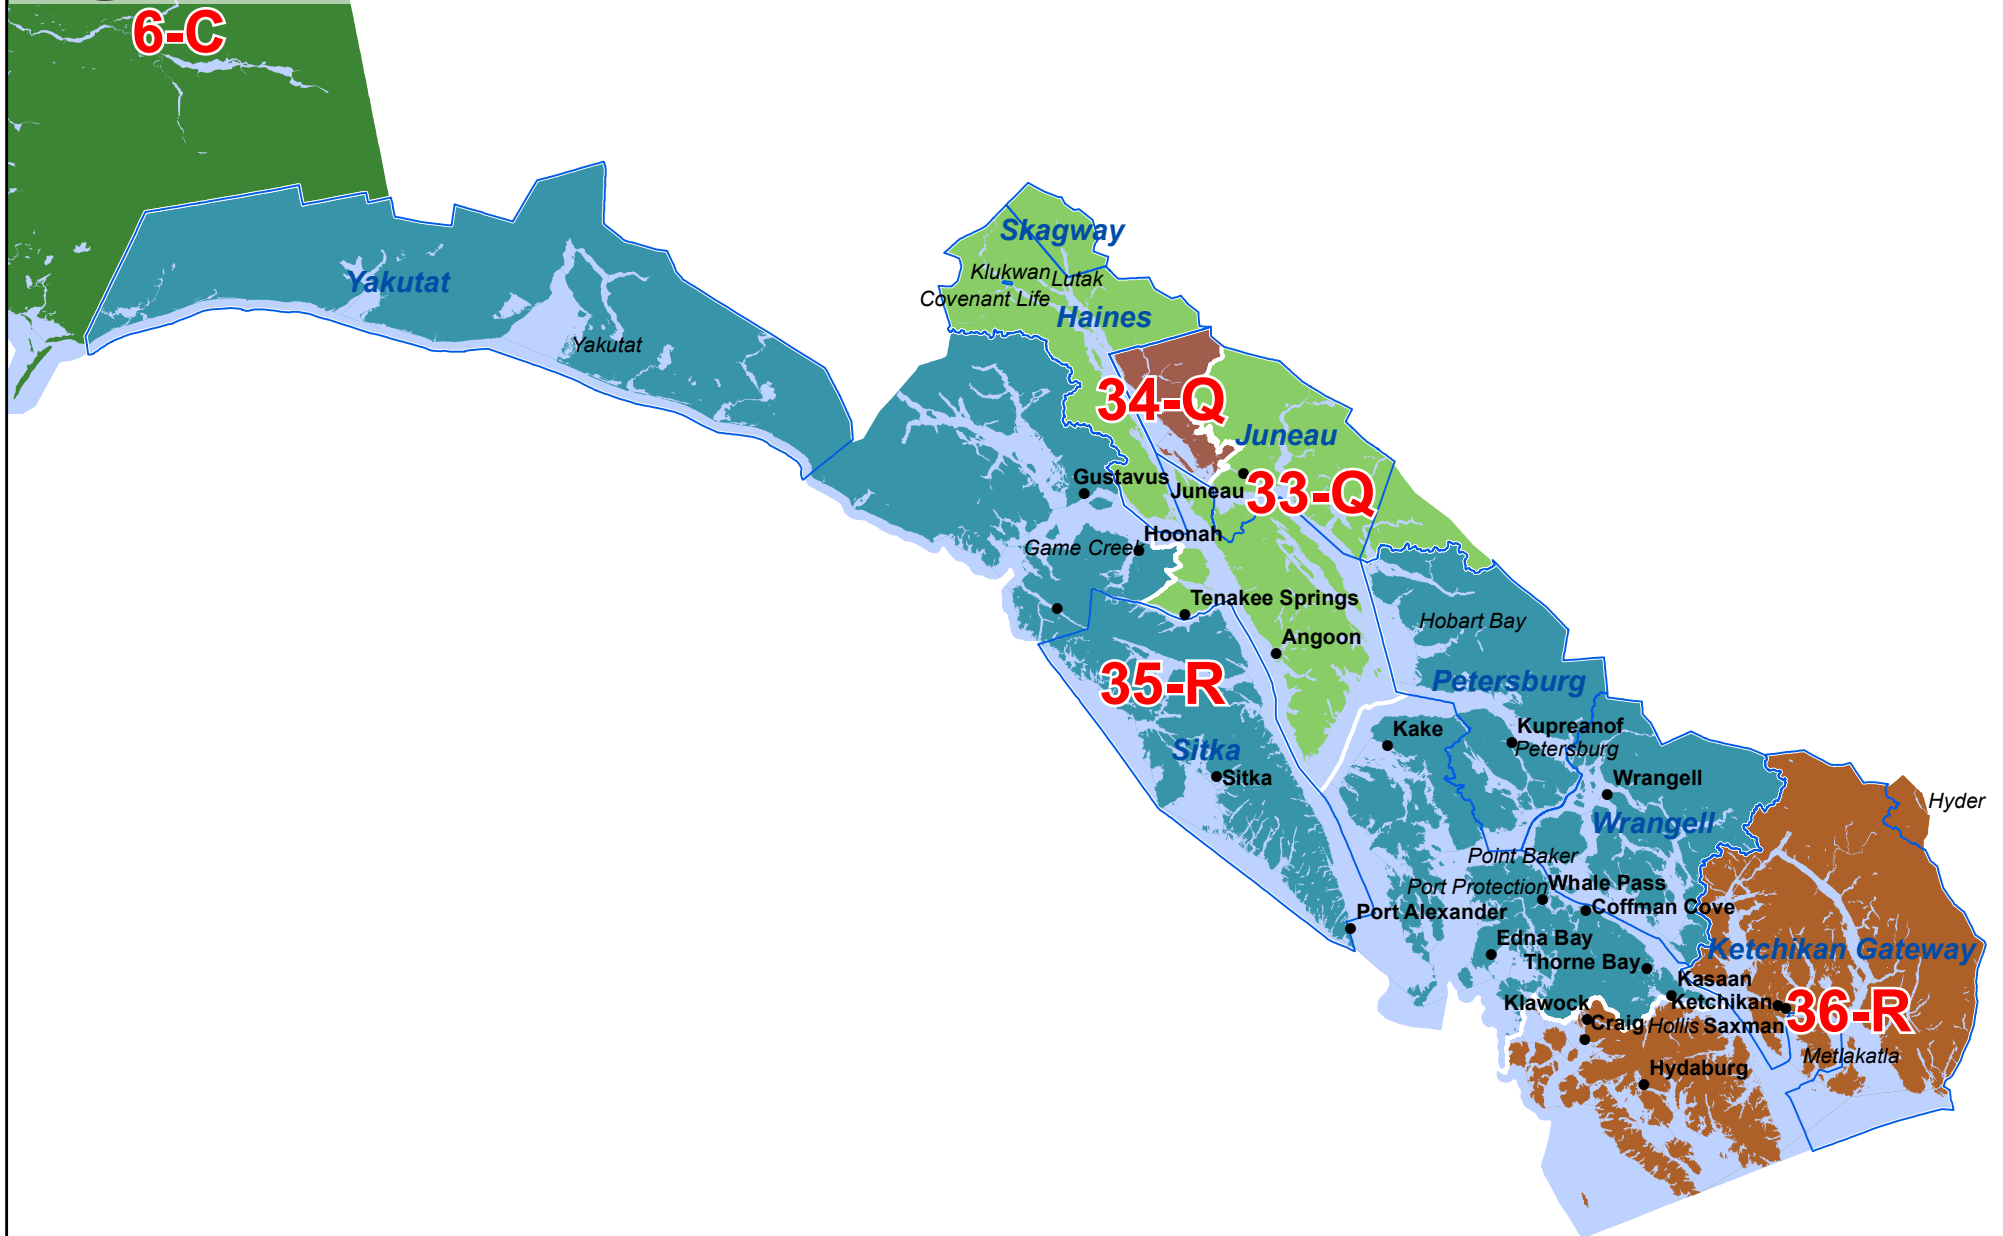 6-C
Skagway
Klukwan
Lutak
Yakutat
Covenant Life
Haines
Yakutat
34-Q
Juneau
Gustavus
Juneau
33-Q
Hoonah
Game Creek
Tenakee Springs
Hobart Bay
Angoon
35-R
Petersburg
Kake
Kupreanof
Petersburg
Sitka
Sitka
Wrangell
Hyder
Wrangell
Point Baker
Port Protection
Whale Pass
Port Alexander
Coffman Cove
Edna Bay
Ketchikan Gateway
Thorne Bay
Kasaan
Klawock
Ketchikan
36-R
Craig
Hollis
Saxman
Metlakatla
Hydaburg